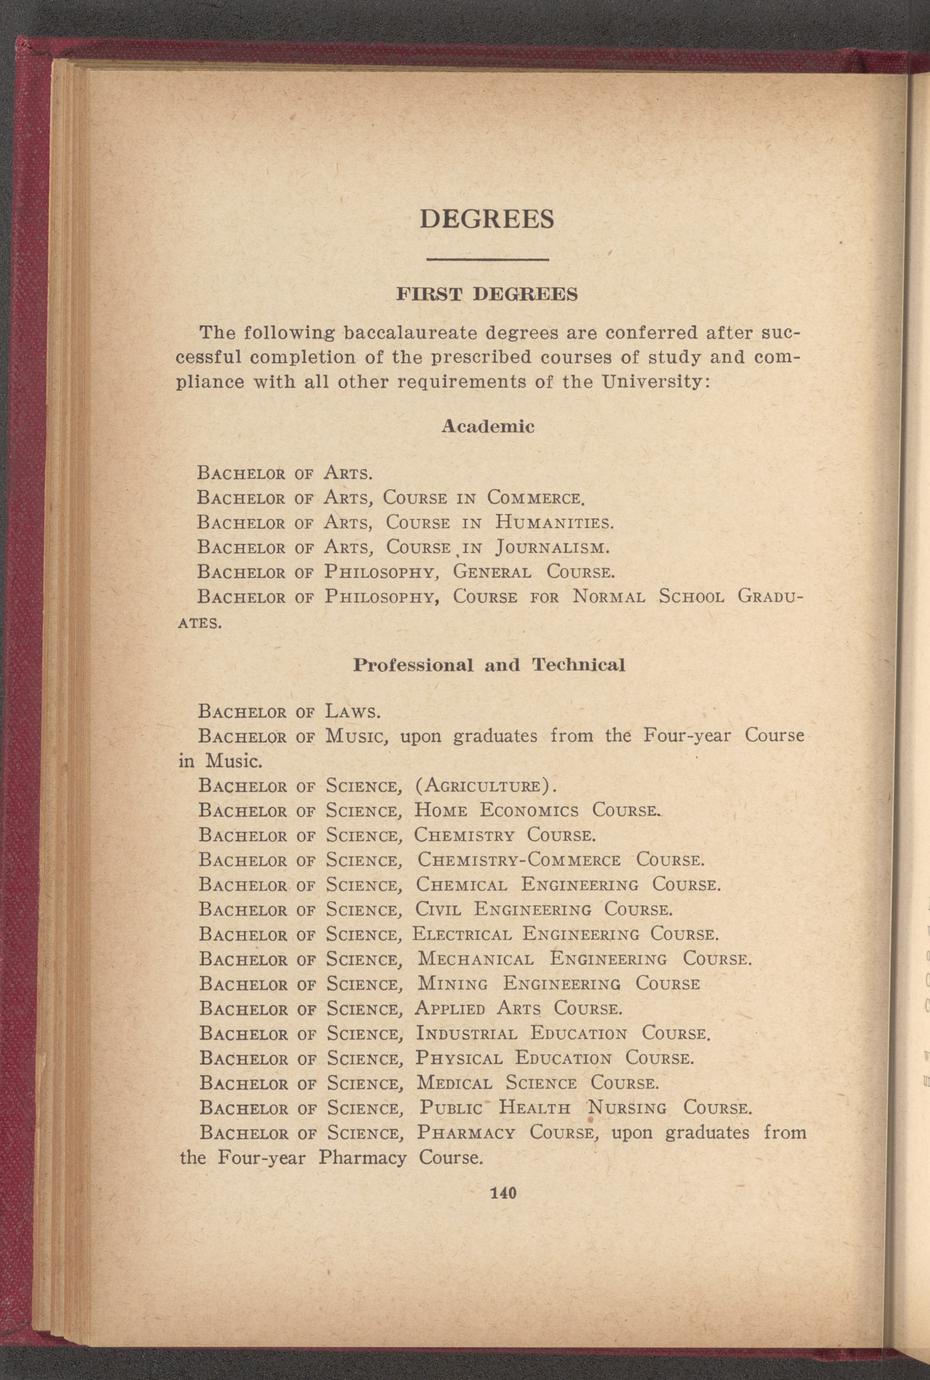 DEGREES
FIRST DEGREES
The following baccalaureate degrees are conferred after suc-
cessful completion of the prescribed courses of study and com-
pliance with all other requirements of the University:
Academic
BACHELOR OF ARTS.
BACHELOR OF ARTS, COURSE IN COMMERCE.
BACHELOR OF ARTS, COURSE IN HUMANITIES.
BACHELOR OF ARTS, COURSE IN JOURNALISM.
BACHELOR OF PHILOSOPHY, GENERAL COURSE.
BACHELOR OF PHILOSOPHY, COURSE FOR NORMAL SCHOOL GRADU-
ATES.
Professional and Technical
BACHELOR OF LAWS.
BACHELOR OF MUSIC, upon graduates from the Four-year Course
in Music.
BACHELOR OF SCIENCE, (AGRICULTURE).
BACHELOR OF SCIENCE, HOME ECONOMICS COURSE.
BACHELOR OF SCIENCE, CHEMISTRY COURSE.
BACHELOR OF SCIENCE, CHEMISTRY-COMMERCE COURSE.
BACHELOR OF SCIENCE, CHEMICAL ENGINEERING COURSE.
BACHELOR OF SCIENCE, CIVIL ENGINEERING COURSE.
BACHELOR OF SCIENCE, ELECTRICAL ENGINEERING COURSE.
BACHELOR OF SCIENCE, MECHANICAL ENGINEERING COURSE.
BACHELOR OF SCIENCE, MINING ENGINEERING COURSE
BACHELOR OF SCIENCE, APPLIED ARTS COURSE.
BACHELOR OF SCIENCE, INDUSTRIAL EDUCATION COURSE.
BACHELOR OF SCIENCE, PHYSICAL EDUCATION COURSE.
BACHELOR OF SCIENCE, MEDICAL SCIENCE COURSE.
BACHELOR OF SCIENCE, PUBLIC HEALTH NURSING COURSE.
BACHELOR OF SCIENCE, PHARMACY COURSE, upon graduates from
the Four-year Pharmacy Course.
140